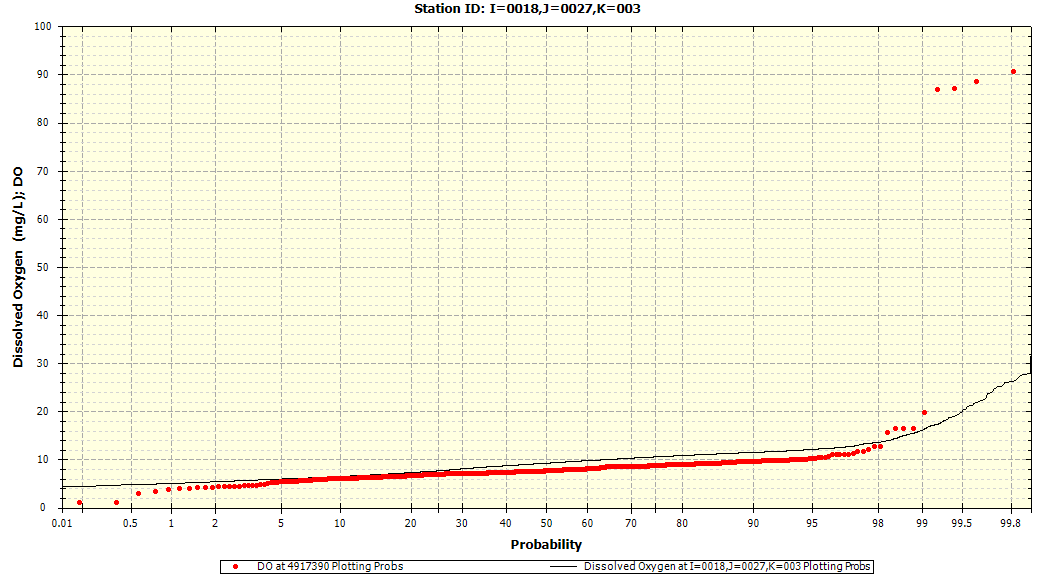 Station ID: I=0018,J=0027,K=003
Dissolved Oxygen (mg/L); DO
100
90
80
70
60
50
40
30
20
10
0
0.01 0.5 1 2 5 10 20 30 40 50 60 70 80 90 95 98 99 99.5 99.8
Probability
DO at 4917390 Plotting Probs Dissolved Oxygen at I=0018,J=0027,K=003 Plotting Probs